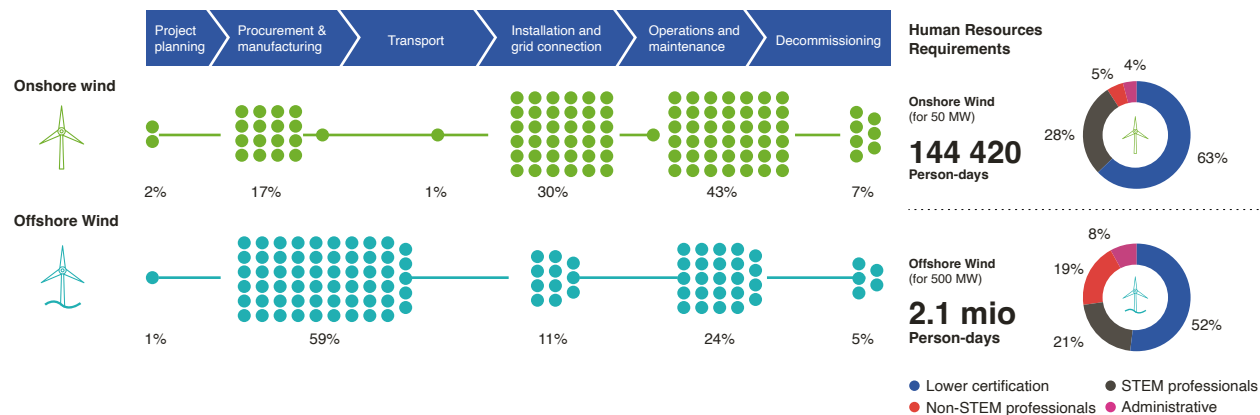 Project
planning
Procurement &
manufacturing
Transport
Installation and
grid connection
Operations and
maintenance
Decommissioning
Onshore wind
2%
17%
1%
30%
43%
7%
Offshore Wind
1%
59%
11%
24%
5%
Human Resources
Requirements
Onshore Wind
(for 50 MW)
144 420
Person-days
4%
5%
28%
63%
Offshore Wind
(for 500 MW)
2.1 mio
Person-days
8%
19%
21%
52%
Lower certification
STEM professionals
Non-STEM professionals
Administrative